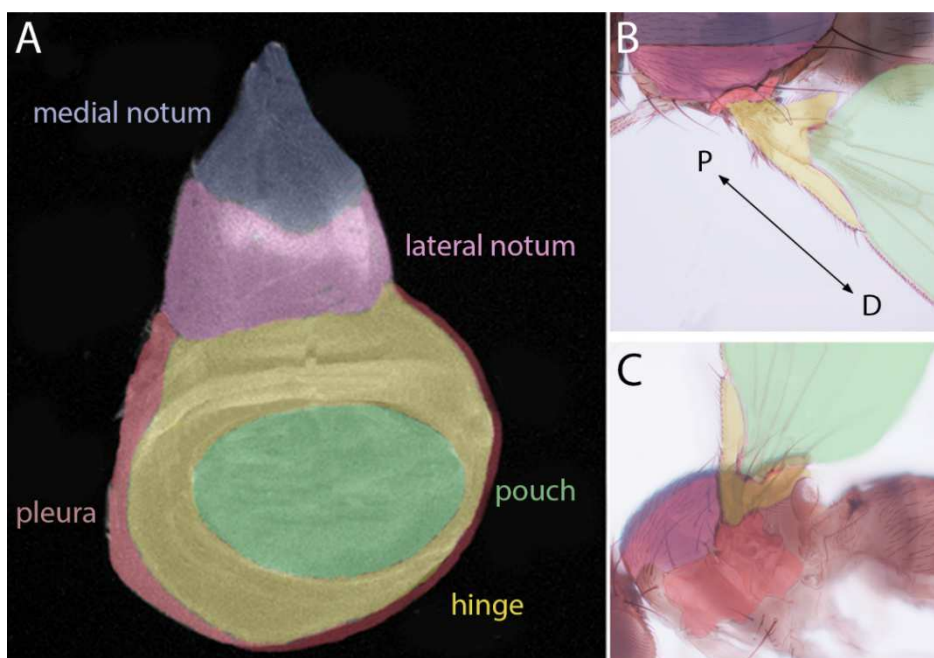 A
medial notum
lateral notum
pleura
pouch
hinge
B
P
D
C